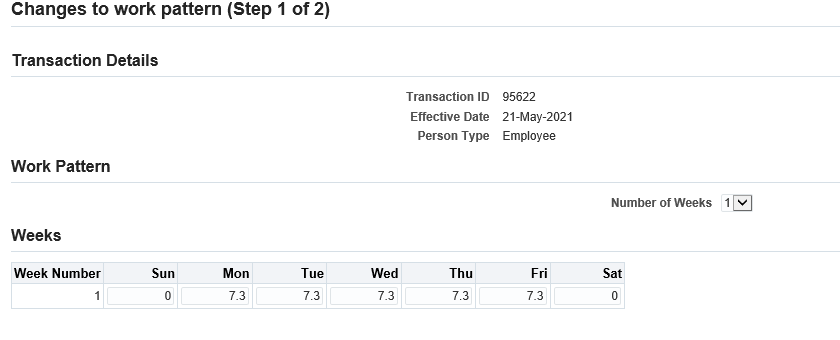 Changes to work pattern (Step 1 of 2)
Transaction Details
Transaction ID 95622
Effective Date 21-May-2021
Person Type Employee
Work Pattern
Number of Weeks 1
Weeks
Week Number Sun Mon Tue Wed Thu Fri Sat
1 0 7.3 7.3 7.3 7.3 7.3 0